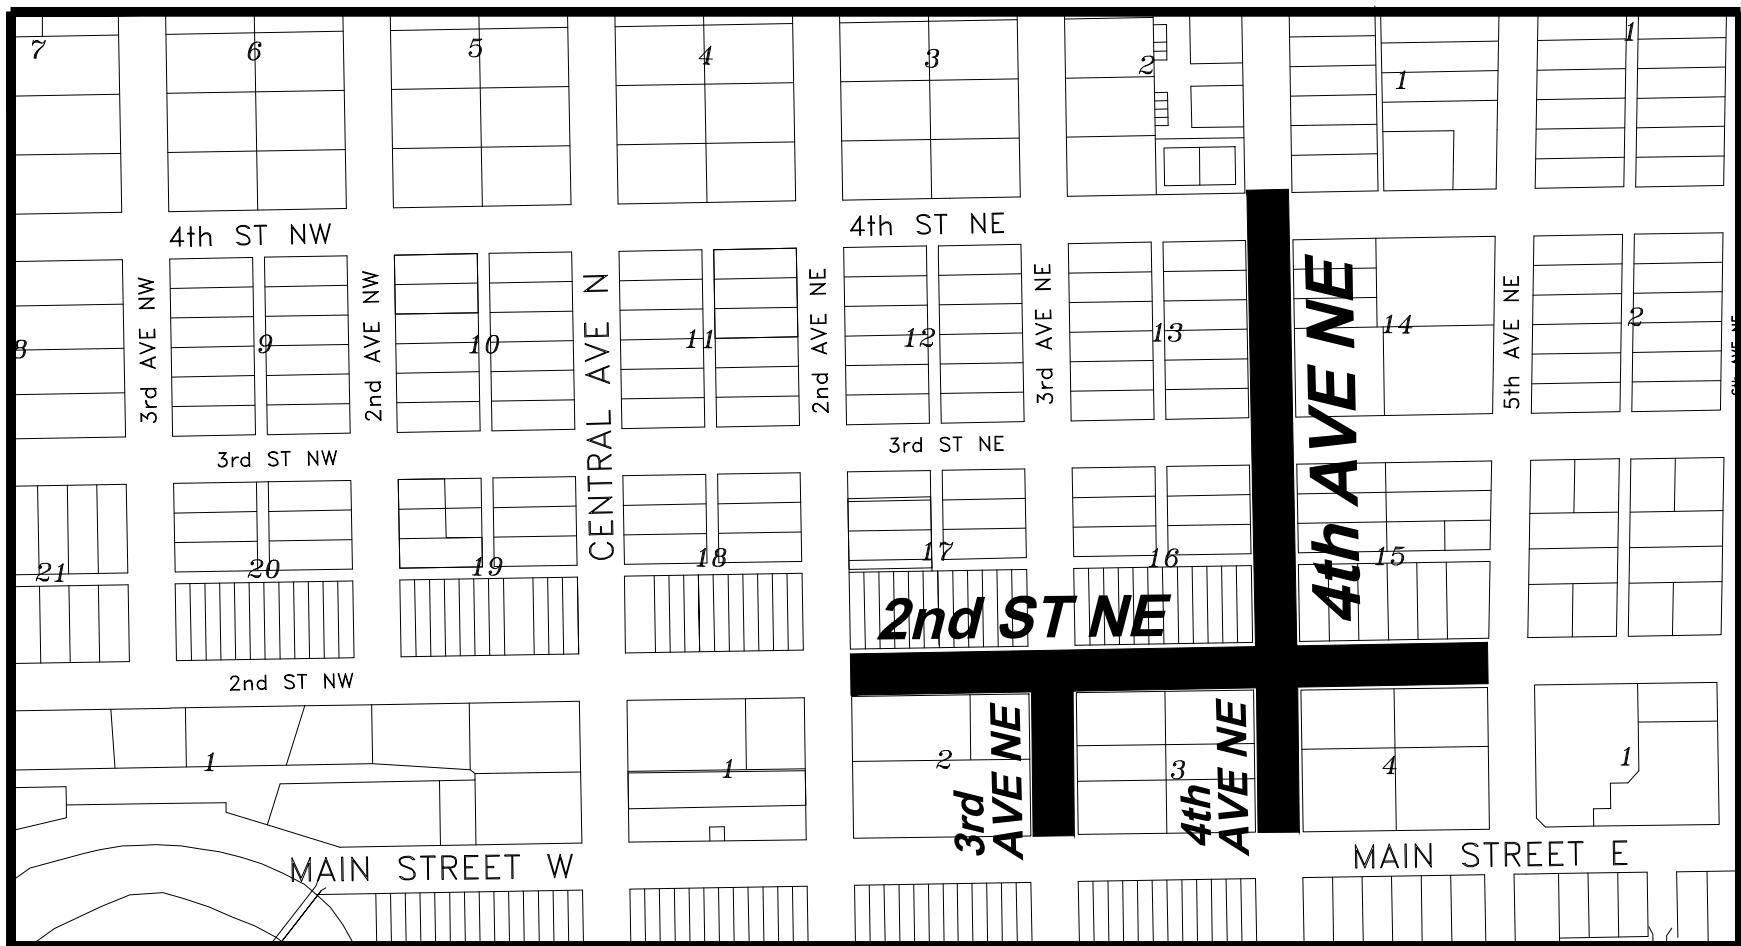 7
6
5
4
3
2
1
1
4th ST NW
4th ST NE
3rd AVE NW
2nd AVE NW
CENTRAL AVE N
2nd AVE NE
3rd AVE NE
4th AVE NE
5th AVE NE
8
9
10
11
12
13
14
2
3rd ST NW
3rd ST NE
21
20
19
18
17
16
15
2nd ST NE
2nd ST NW
1
1
2
3rd
AVE NE
3
4th
AVE NE
4
1
MAIN STREET W
MAIN STREET E